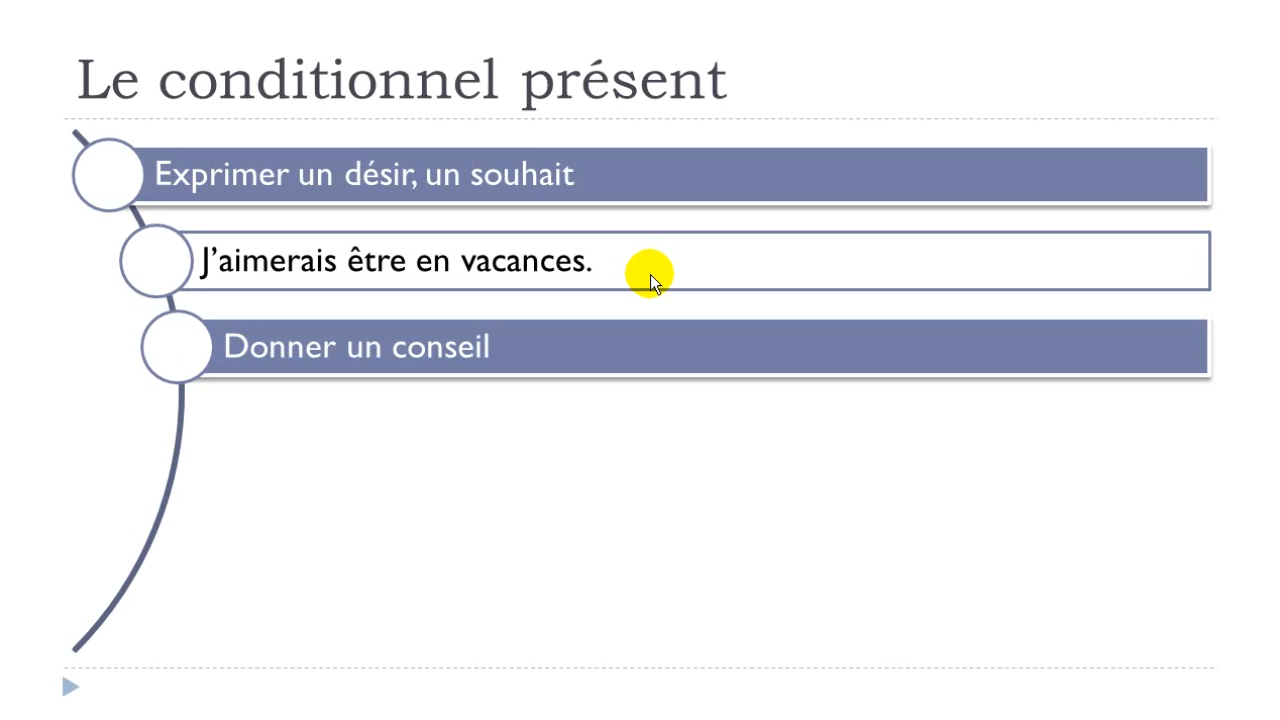 Le conditionnel présent
Exprimer un désir, un souhait
J’aimerais être en vacances.
Donner un conseil